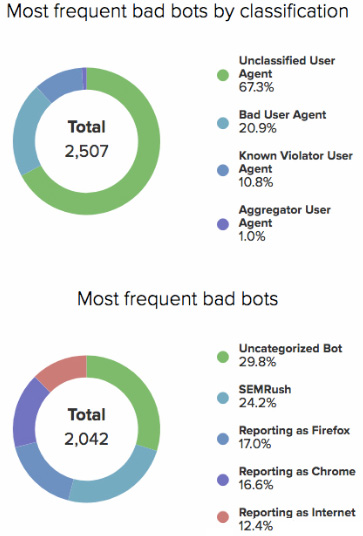 Most frequent bad bots by classification
Total
2,507
Unclassified User
Agent
67.3%
Bad User Agent
20.9%
Known Violator User
Agent
10.8%
Aggregator User
Agent
1.0%
Most frequent bad bots
Total
2,042
Uncategorized Bot
29.8%
SEMRush
24.2%
Reporting as Firefox
17.0%
Reporting as Chrome
16.6%
Reporting as Internet
12.4%